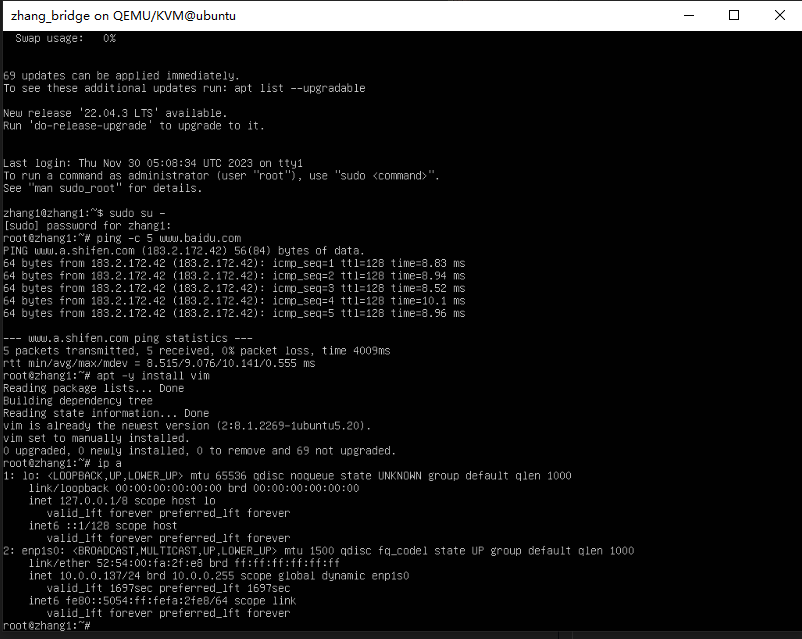 zhang_bridge on QEMU/KVM@ubuntu
Swap usage:   0%
69 updates can be applied immediately.
To see these additional updates run: apt list --upgradable
New release '22.04.3 LTS' available.
Run 'do-release-upgrade' to upgrade to it.
Last login: Thu Nov 30 05:08:34 UTC 2023 on tty1
To run a command as administrator (user "root"), use "sudo <command>".
See "man sudo_root" for details.
zhang1@zhang1:~$ sudo su -
[sudo] password for zhang1:
root@zhang1:~# ping -c 5 www.baidu.com
PING www.a.shifen.com (183.2.172.42) 56(84) bytes of data.
64 bytes from 183.2.172.42 (183.2.172.42): icmp_seq=1 ttl=128 time=8.83 ms
64 bytes from 183.2.172.42 (183.2.172.42): icmp_seq=2 ttl=128 time=8.94 ms
64 bytes from 183.2.172.42 (183.2.172.42): icmp_seq=3 ttl=128 time=8.52 ms
64 bytes from 183.2.172.42 (183.2.172.42): icmp_seq=4 ttl=128 time=10.1 ms
64 bytes from 183.2.172.42 (183.2.172.42): icmp_seq=5 ttl=128 time=8.96 ms
--- www.a.shifen.com ping statistics ---
5 packets transmitted, 5 received, 0% packet loss, time 4009ms
rtt min/avg/max/mdev = 8.515/9.076/10.141/0.555 ms
root@zhang1:~# apt -y install vim
Reading package lists... Done
Building dependency tree
Reading state information... Done
vim is already the newest version (2:8.1.2269-1ubuntu5.20).
vim set to manually installed.
0 upgraded, 0 newly installed, 0 to remove and 69 not upgraded.
root@zhang1:~# ip a
1: lo: <LOOPBACK,UP,LOWER_UP> mtu 65536 qdisc noqueue state UNKNOWN group default qlen 1000
link/loopback 00:00:00:00:00:00 brd 00:00:00:00:00:00
inet 127.0.0.1/8 scope host lo
valid_lft forever preferred_lft forever
inet6 ::1/128 scope host
valid_lft forever preferred_lft forever
2: enp1s0: <BROADCAST,MULTICAST,UP,LOWER_UP> mtu 1500 qdisc fq_codel state UP group default qlen 1000
link/ether 52:54:00:fa:2f:e8 brd ff:ff:ff:ff:ff:ff
inet 10.0.0.137/24 brd 10.0.0.255 scope global dynamic enp1s0
valid_lft 1697sec preferred_lft 1697sec
inet6 fe80::5054:ff:fefa:2fe8/64 scope link
valid_lft forever preferred_lft forever
root@zhang1:~#